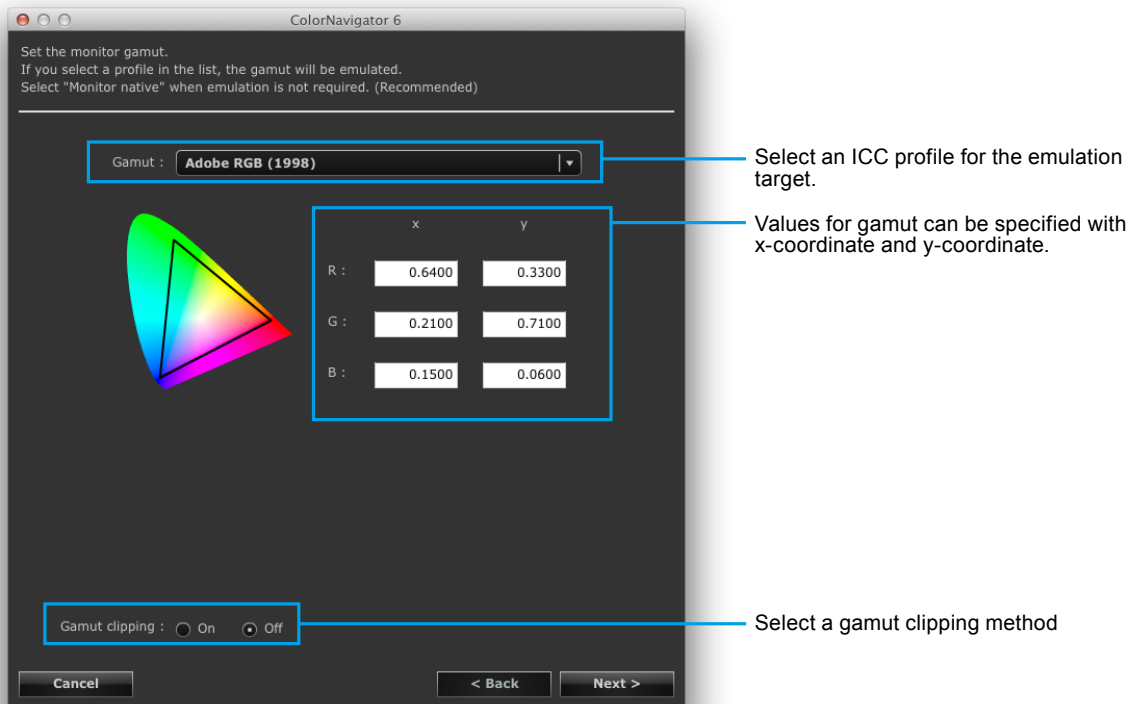 ColorNavigator 6
Set the monitor gamut.
If you select a profile in the list, the gamut will be emulated.
Select "Monitor native" when emulation is not required. (Recommended)
Gamut : Adobe RGB (1998)
x y
R : 0.6400 0.3300
G : 0.2100 0.7100
B : 0.1500 0.0600
Gamut clipping : On Off
Cancel < Back Next >
Select an ICC profile for the emulation
target.
Values for gamut can be specified with
x-coordinate and y-coordinate.
Select a gamut clipping method